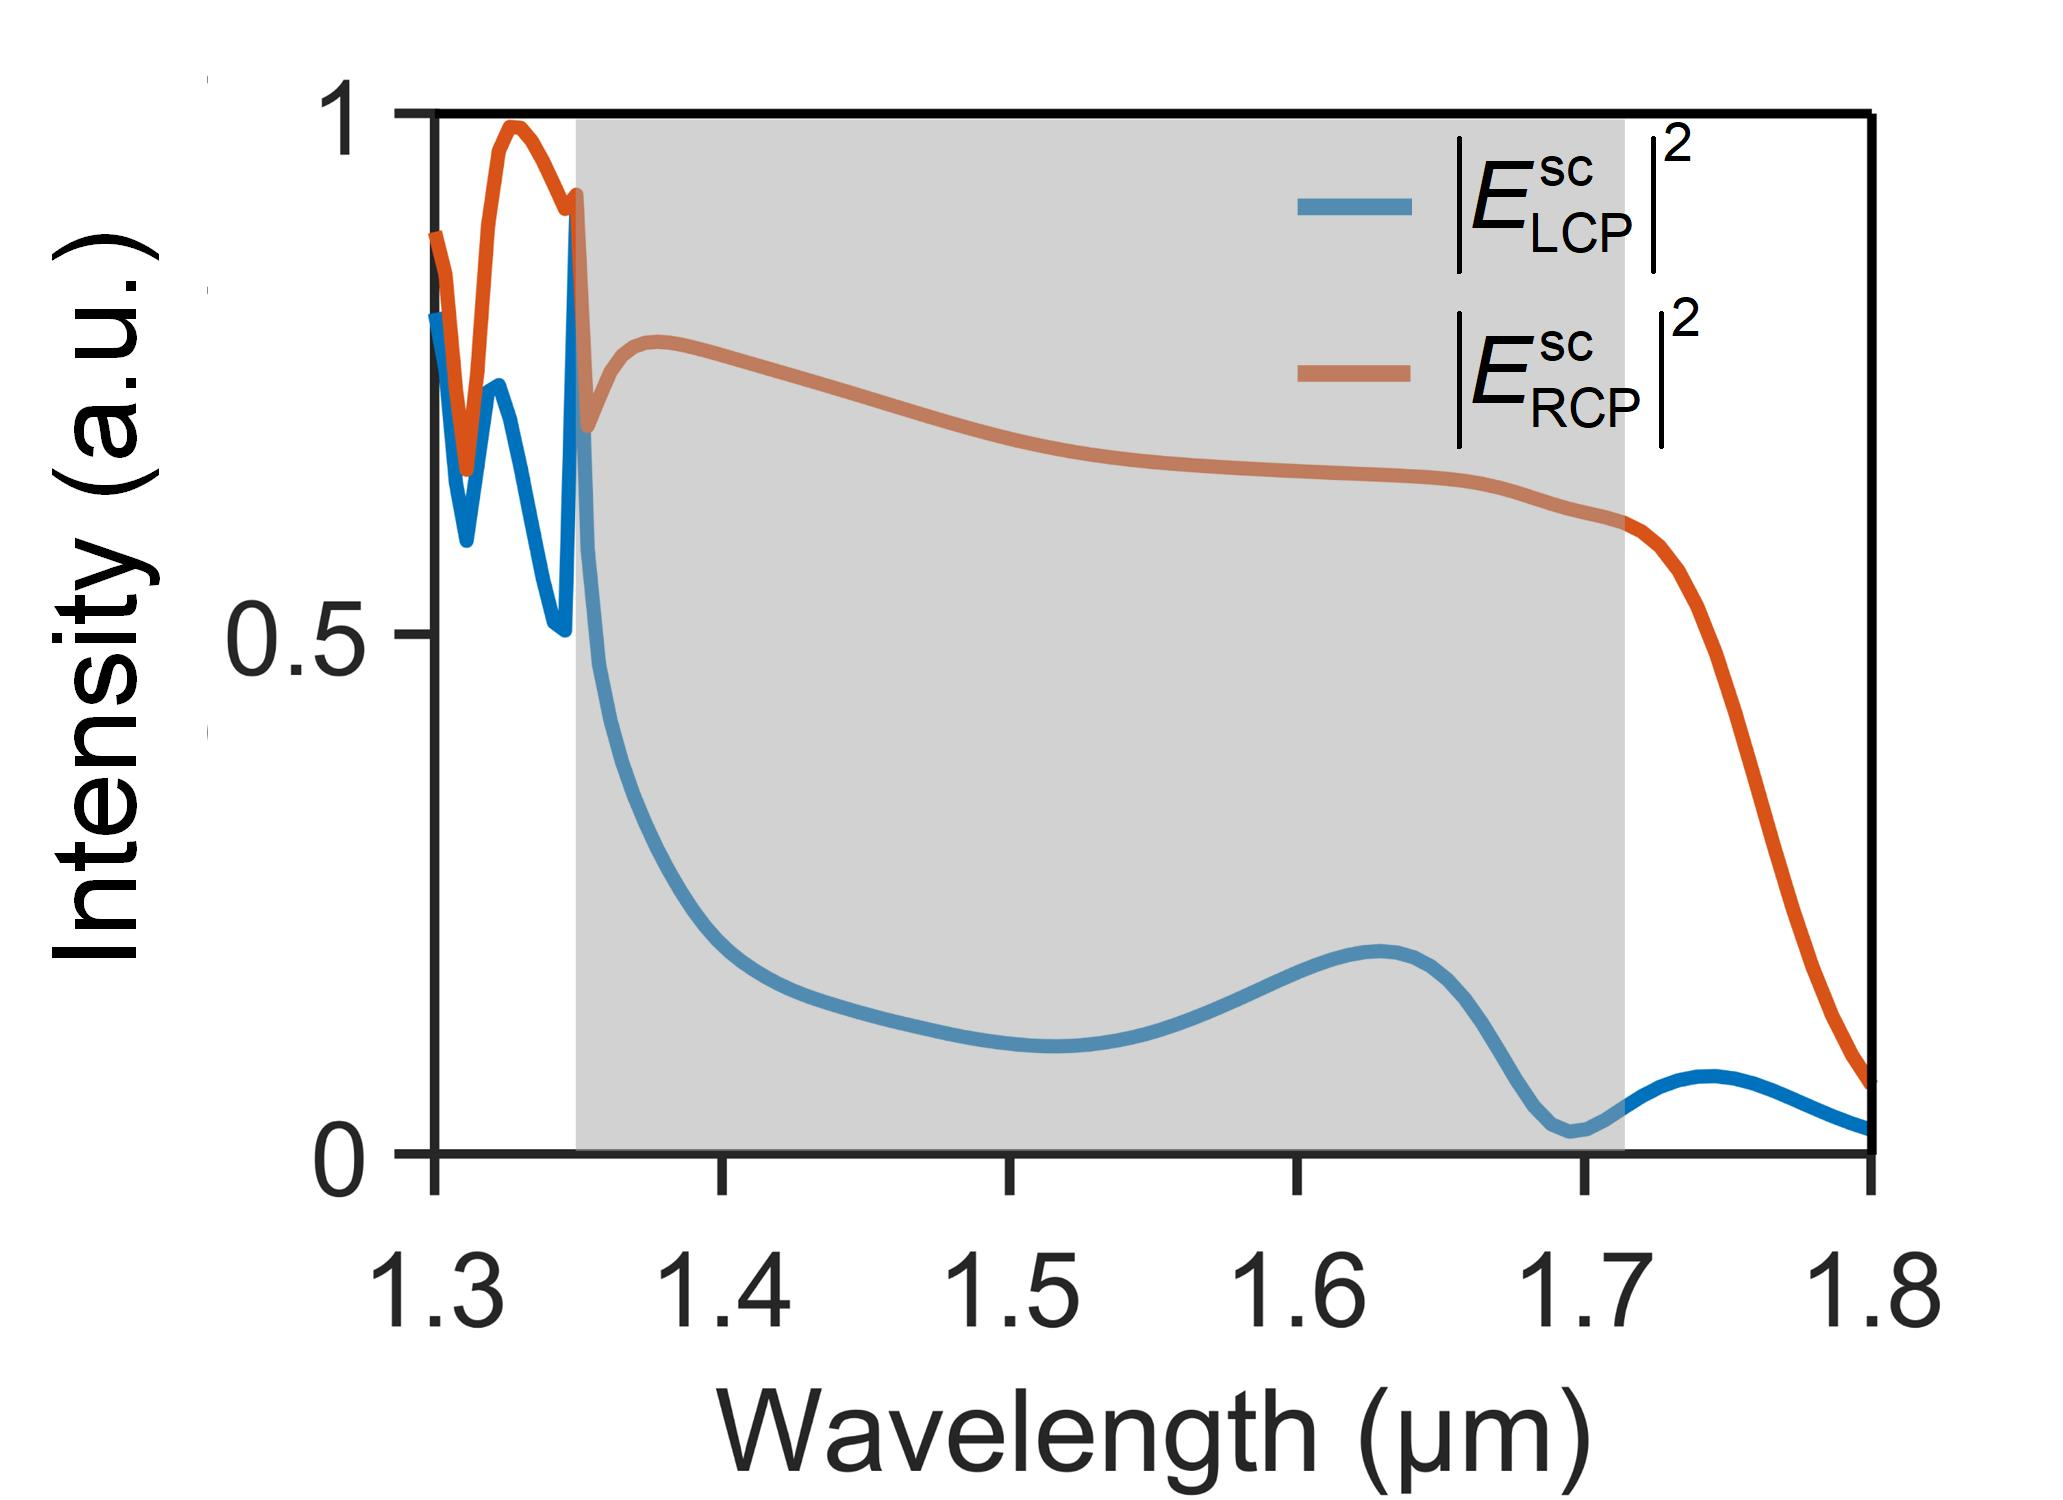 1
|E^sc_LCP|^2
|E^sc_RCP|^2
Intensity (a.u.)
0.5
0
1.3 1.4 1.5 1.6 1.7 1.8
Wavelength (μm)